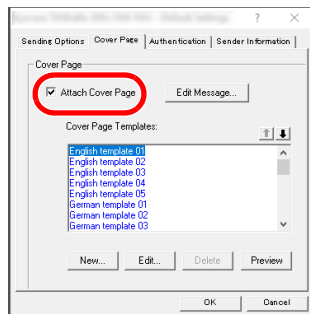 Default Settings
Sending Options Cover Page Authentication Sender Information
Cover Page
Attach Cover Page Edit Message...
Cover Page Templates:
English template 01
English template 02
English template 03
English template 04
English template 05
German template 01
German template 02
German template 03
New... Edit... Delete Preview
OK Cancel